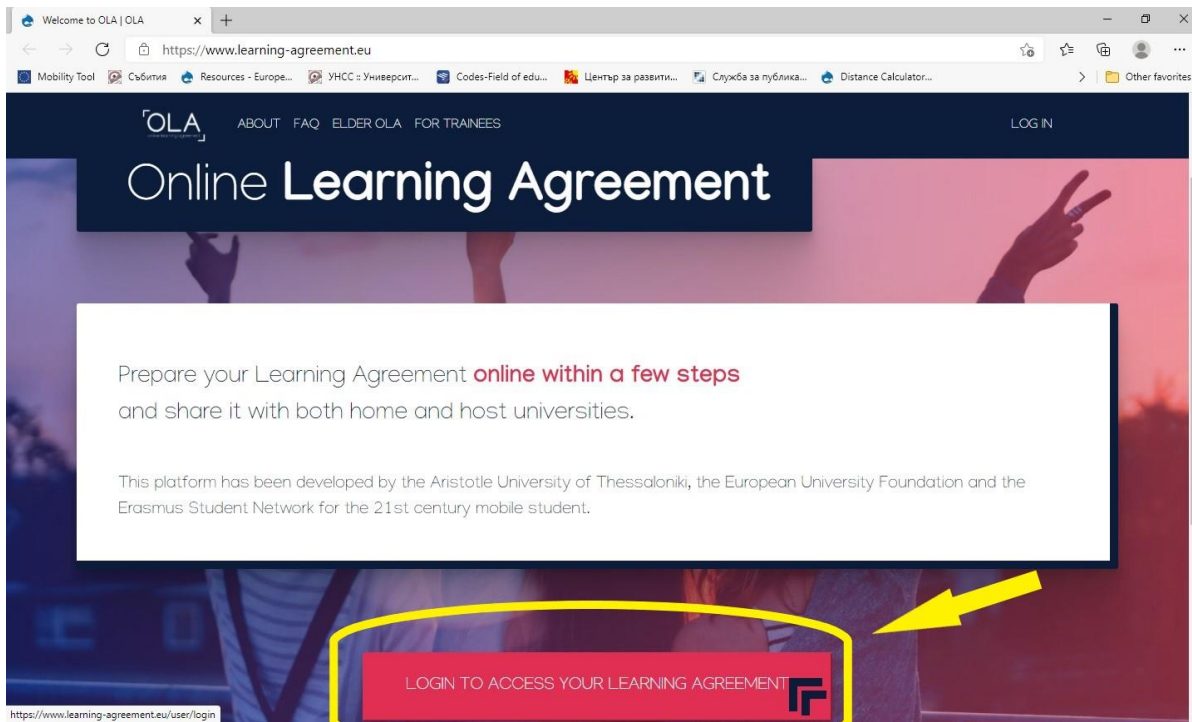 Welcome to OLA | OLA
https://www.learning-agreement.eu
Mobility Tool Събития Resources - Europe... УНСС :: Университ... Codes-Field of edu... Център за развити... Служба за публика... Distance Calculator... Other favorites
OLA ABOUT FAQ ELDER OLA FOR TRAINEES LOG IN
Online Learning Agreement
Prepare your Learning Agreement online within a few steps
and share it with both home and host universities.
This platform has been developed by the Aristotle University of Thessaloniki, the European University Foundation and the
Erasmus Student Network for the 21st century mobile student.
LOGIN TO ACCESS YOUR LEARNING AGREEMENT
https://www.learning-agreement.eu/user/login